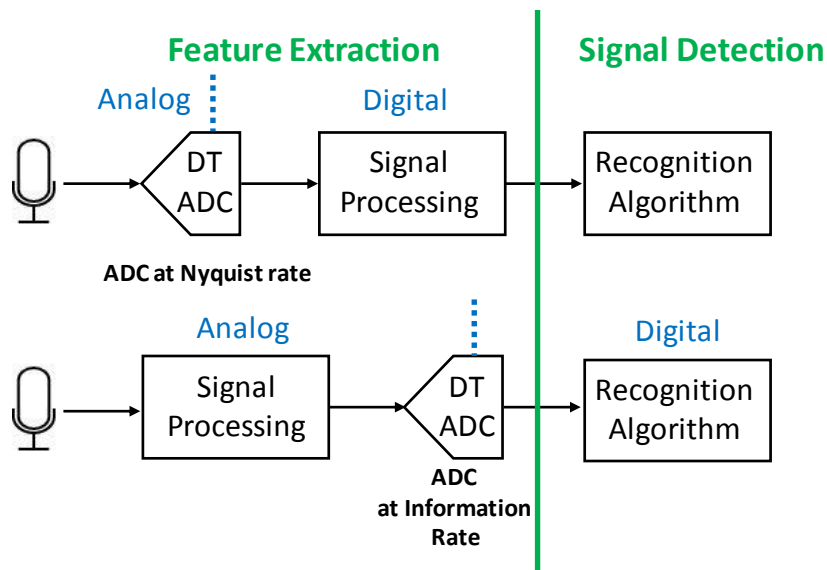 Feature Extraction
Signal Detection
Analog
Digital
DT
ADC
Signal
Processing
Recognition
Algorithm
ADC at Nyquist rate
Analog
Digital
Signal
Processing
DT
ADC
Recognition
Algorithm
ADC
at Information
Rate